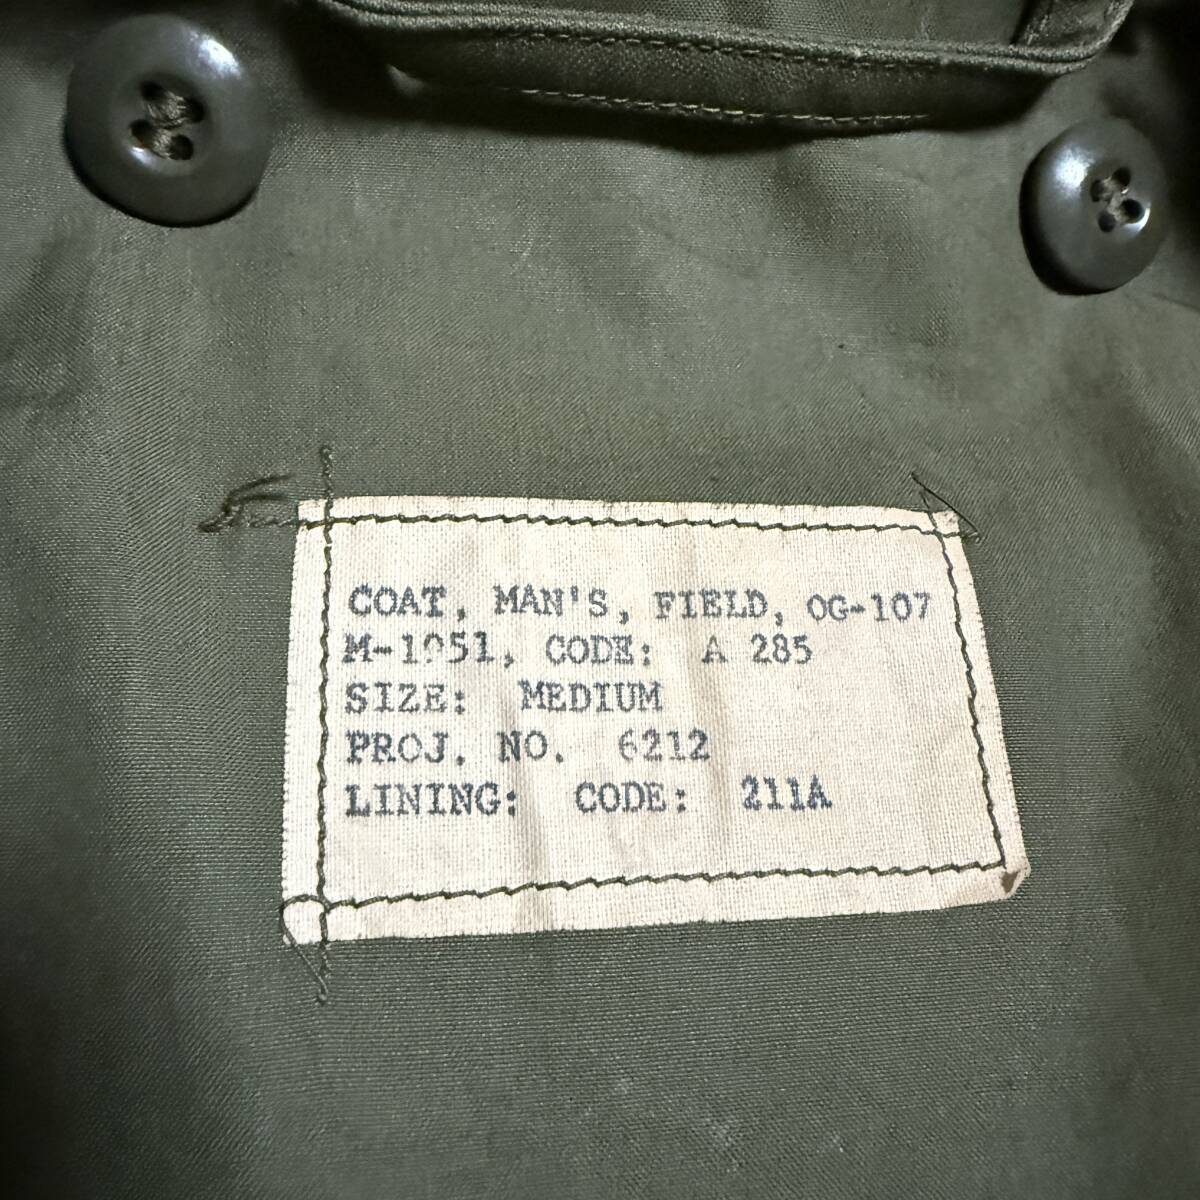 COAT, MAN'S, FIELD, OG-107
M-1951, CODE: A 285
SIZE: MEDIUM
PROJ. NO. 6212
LINING: CODE: 211A